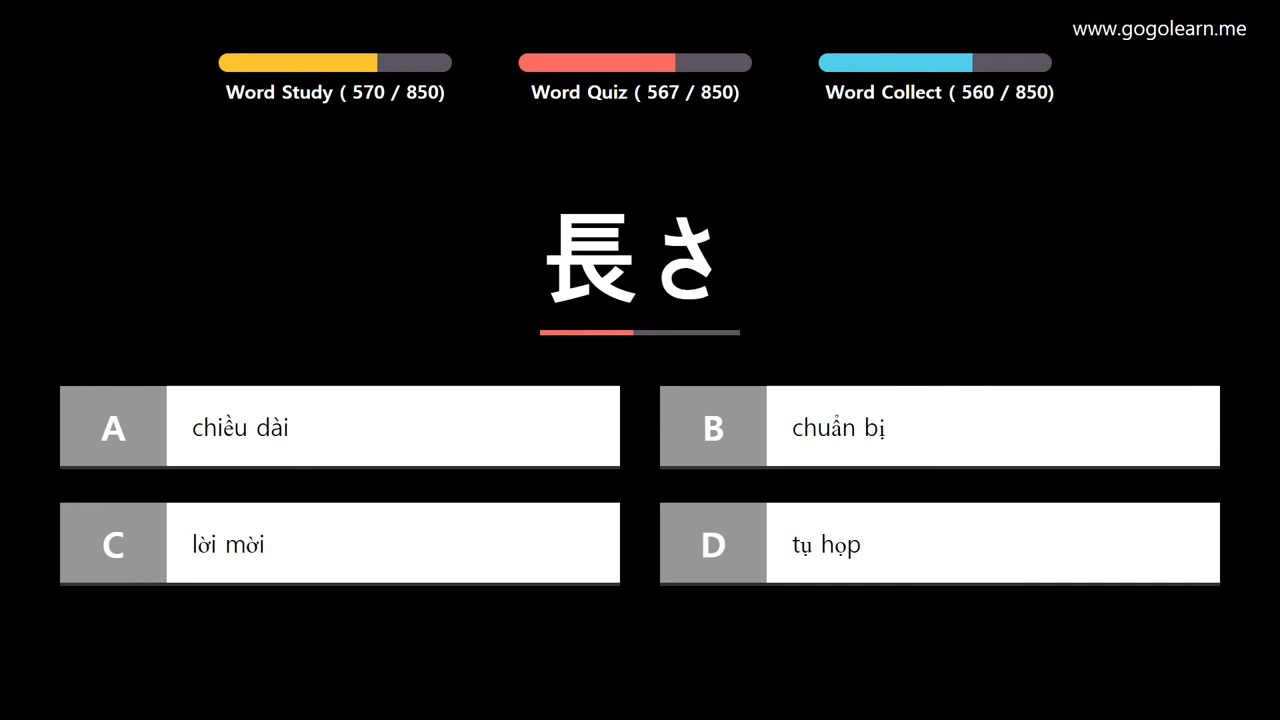 www.gogolearn.me
Word Study ( 570 / 850)
Word Quiz ( 567 / 850)
Word Collect ( 560 / 850)
長さ
A chiều dài
B chuẩn bị
C lời mời
D tụ họp